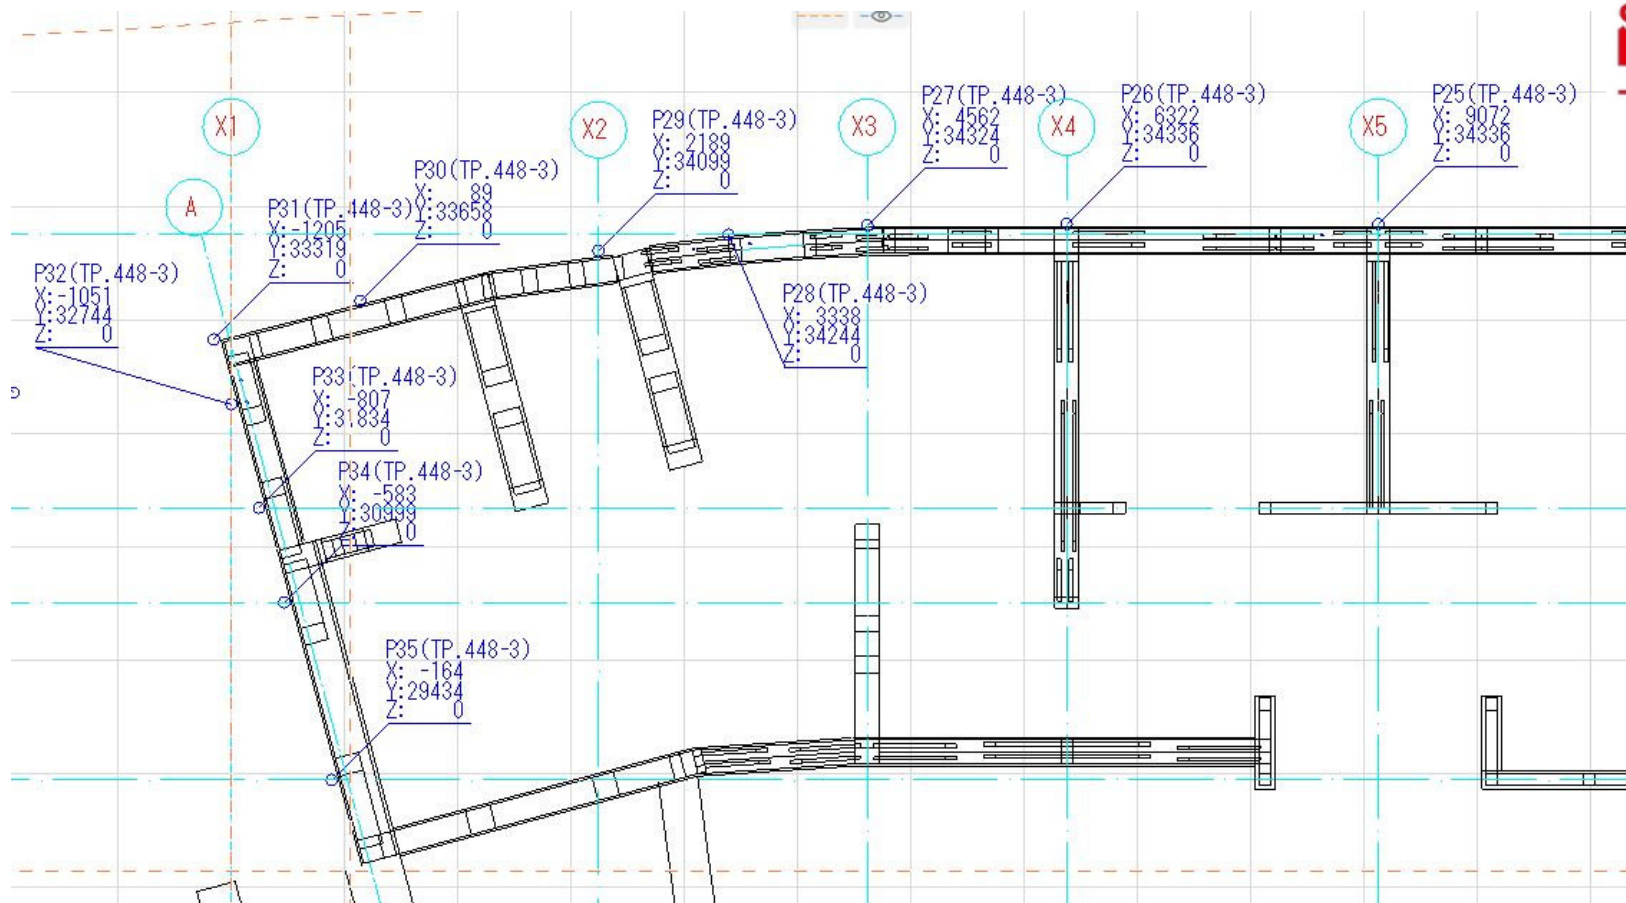 X1
X2
X3
X4
X5
A
P25(TP.448-3)
X: 9072
Y:34336
Z: 0
P26(TP.448-3)
X: 6322
Y:34336
Z: 0
P27(TP.448-3)
X: 4562
Y:34324
Z: 0
P29(TP.448-3)
X: 2189
Y:34099
Z: 0
P30(TP.448-3)
X: 89
Y:33658
Z: 0
P31(TP.448-3)
X:-1205
Y:33319
Z: 0
P32(TP.448-3)
X:-1051
Y:32744
Z: 0
P28(TP.448-3)
X: 3338
Y:34244
Z: 0
P33(TP.448-3)
X: -807
Y:31834
Z: 0
P34(TP.448-3)
X: -583
Y:30999
Z: 0
P35(TP.448-3)
X: -164
Y:29434
Z: 0